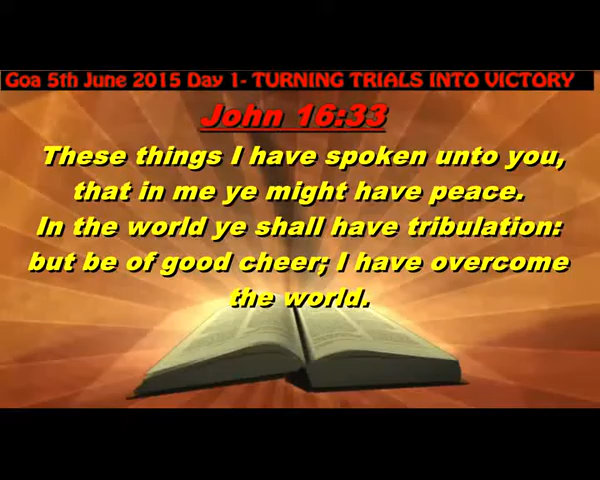 Goa 5th June 2015 Day 1- TURNING TRIALS INTO VICTORY
John 16:33
These things I have spoken unto you,
that in me ye might have peace.
In the world ye shall have tribulation:
but be of good cheer; I have overcome
the world.